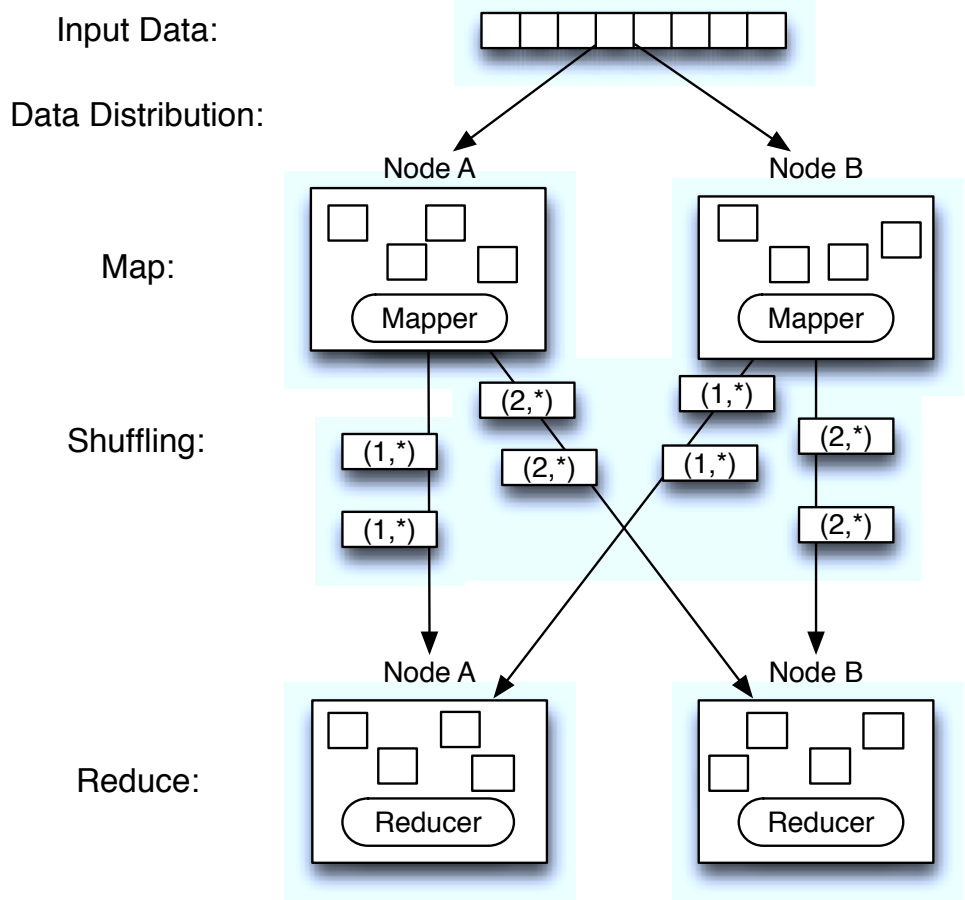 Input Data:
Data Distribution:
Node A
Node B
Map:
Mapper
Mapper
(2,*)
(1,*)
Shuffling:
(1,*)
(2,*)
(1,*)
(2,*)
(1,*)
(2,*)
Node A
Node B
Reduce:
Reducer
Reducer